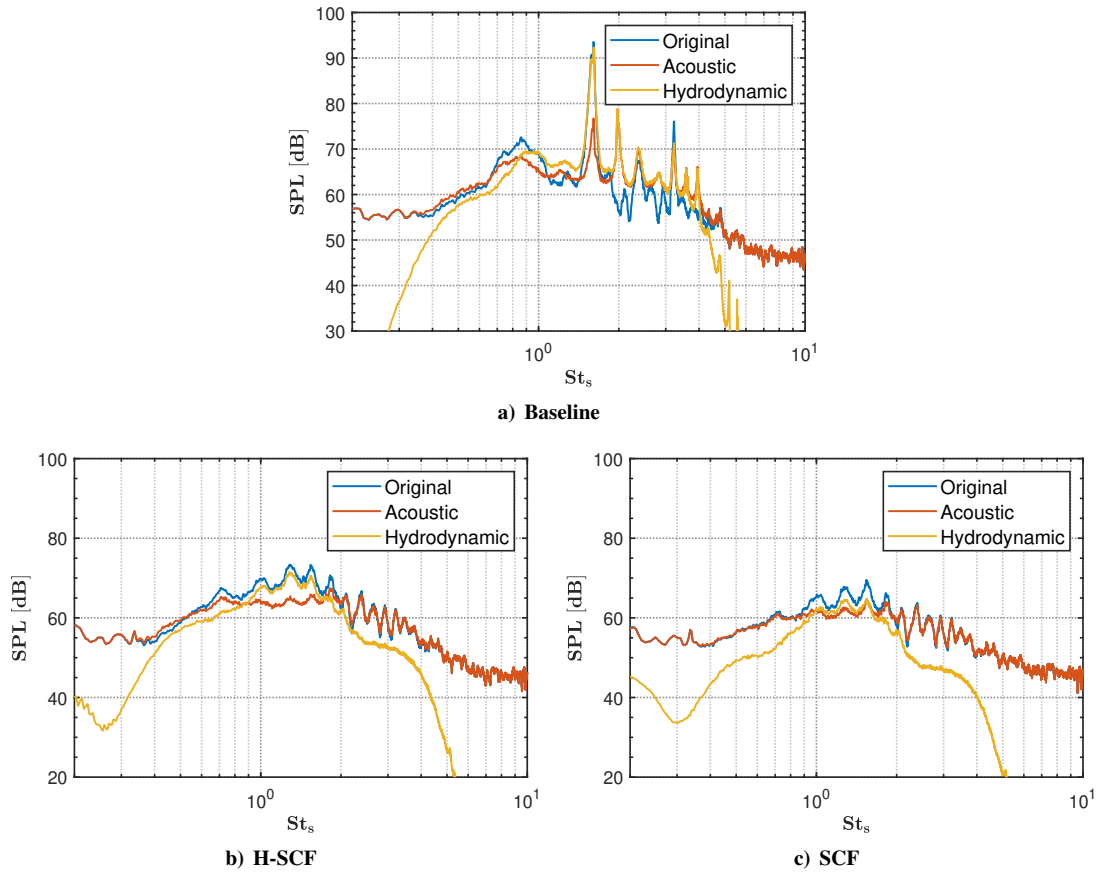 100
90
80
70
60
50
40
30
SPL [dB]
Original
Acoustic
Hydrodynamic
10^0
10^1
St_s
a) Baseline
100
80
60
40
20
SPL [dB]
Original
Acoustic
Hydrodynamic
10^0
10^1
St_s
b) H-SCF
100
80
60
40
20
SPL [dB]
Original
Acoustic
Hydrodynamic
10^0
10^1
St_s
c) SCF